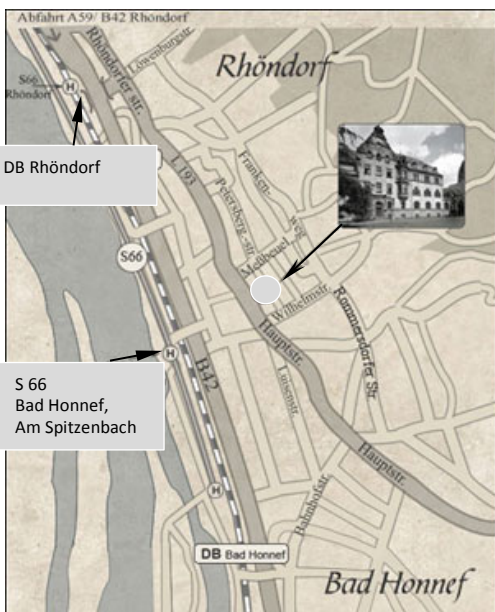 Abfahrt A59/ B42 Rhöndorf
Rhöndorf
Rhöndorfer str.
Löwenburgstr.
S66
Rhöndorf
H
DB Rhöndorf
L 193
Franken-
weg
Petersberg-str.
Meßbeuel
S66
Wilhelmstr.
Rommersdorfer Str
Hauptstr.
H
B42
S 66
Bad Honnef,
Am Spitzenbach
Luisenstr.
Hauptstr.
Bahnhofstr.
H
DB Bad Honnef
Bad Honnef